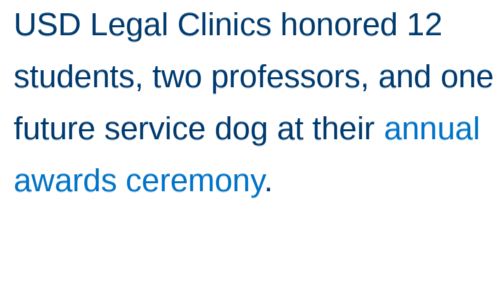 USD Legal Clinics honored 12
students, two professors, and one
future service dog at their annual
awards ceremony.